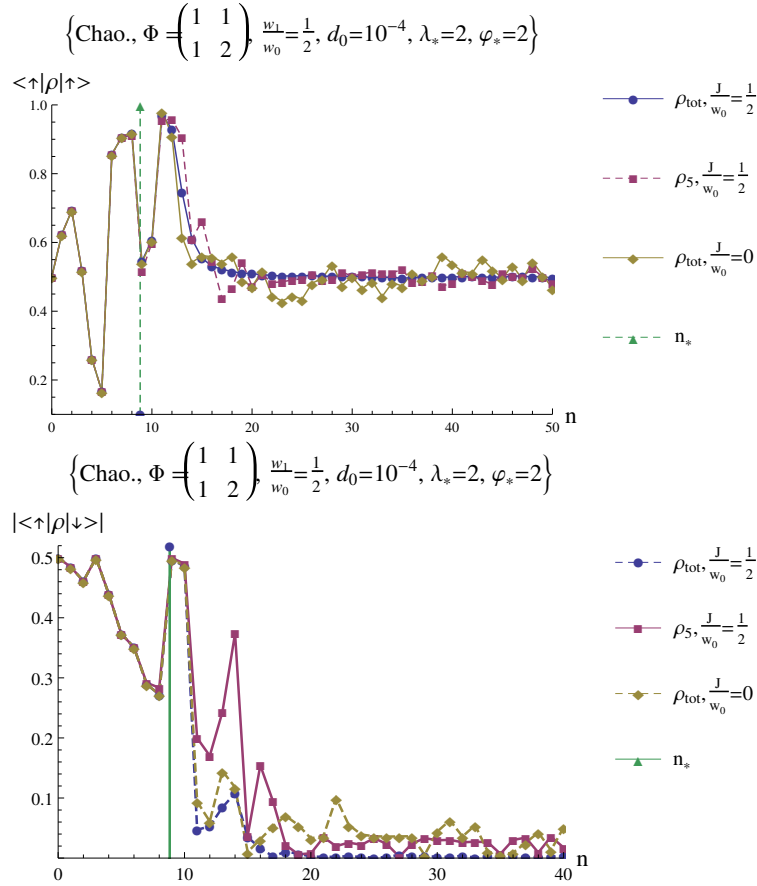 {Chao., Φ = (1 1
1 2), w₁/w₀ = 1/2, d₀=10⁻⁴, λ*=2, φ*=2}
<↑|ρ|↑>
1.0
0.8
0.6
0.4
0.2
0 10 20 30 40 50 n
ρtot, J/w₀ = 1/2
ρ₅, J/w₀ = 1/2
ρtot, J/w₀ = 0
n*
{Chao., Φ = (1 1
1 2), w₁/w₀ = 1/2, d₀=10⁻⁴, λ*=2, φ*=2}
|<↑|ρ|↓>|
0.5
0.4
0.3
0.2
0.1
0 10 20 30 40 n
ρtot, J/w₀ = 1/2
ρ₅, J/w₀ = 1/2
ρtot, J/w₀ = 0
n*